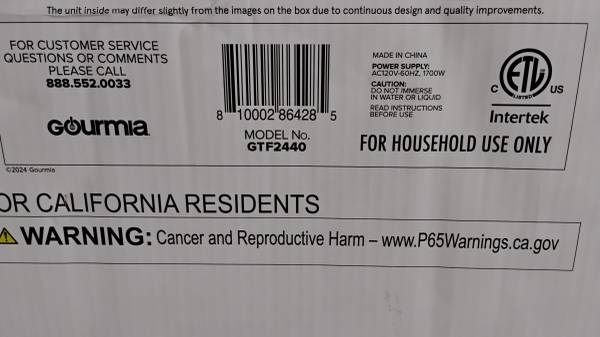 The unit inside may differ slightly from the images on the box due to continuous design and quality improvements.
FOR CUSTOMER SERVICE
QUESTIONS OR COMMENTS
PLEASE CALL
888.552.0033
Gourmia
8 10002 86428 5
MODEL No.
GTF2440
MADE IN CHINA
POWER SUPPLY:
AC120V-60HZ, 1700W
CAUTION:
DO NOT IMMERSE
IN WATER OR LIQUID
READ INSTRUCTIONS
BEFORE USE
C ETL US
LISTED
Intertek
FOR HOUSEHOLD USE ONLY
©2024 Gourmia
OR CALIFORNIA RESIDENTS
WARNING: Cancer and Reproductive Harm – www.P65Warnings.ca.gov